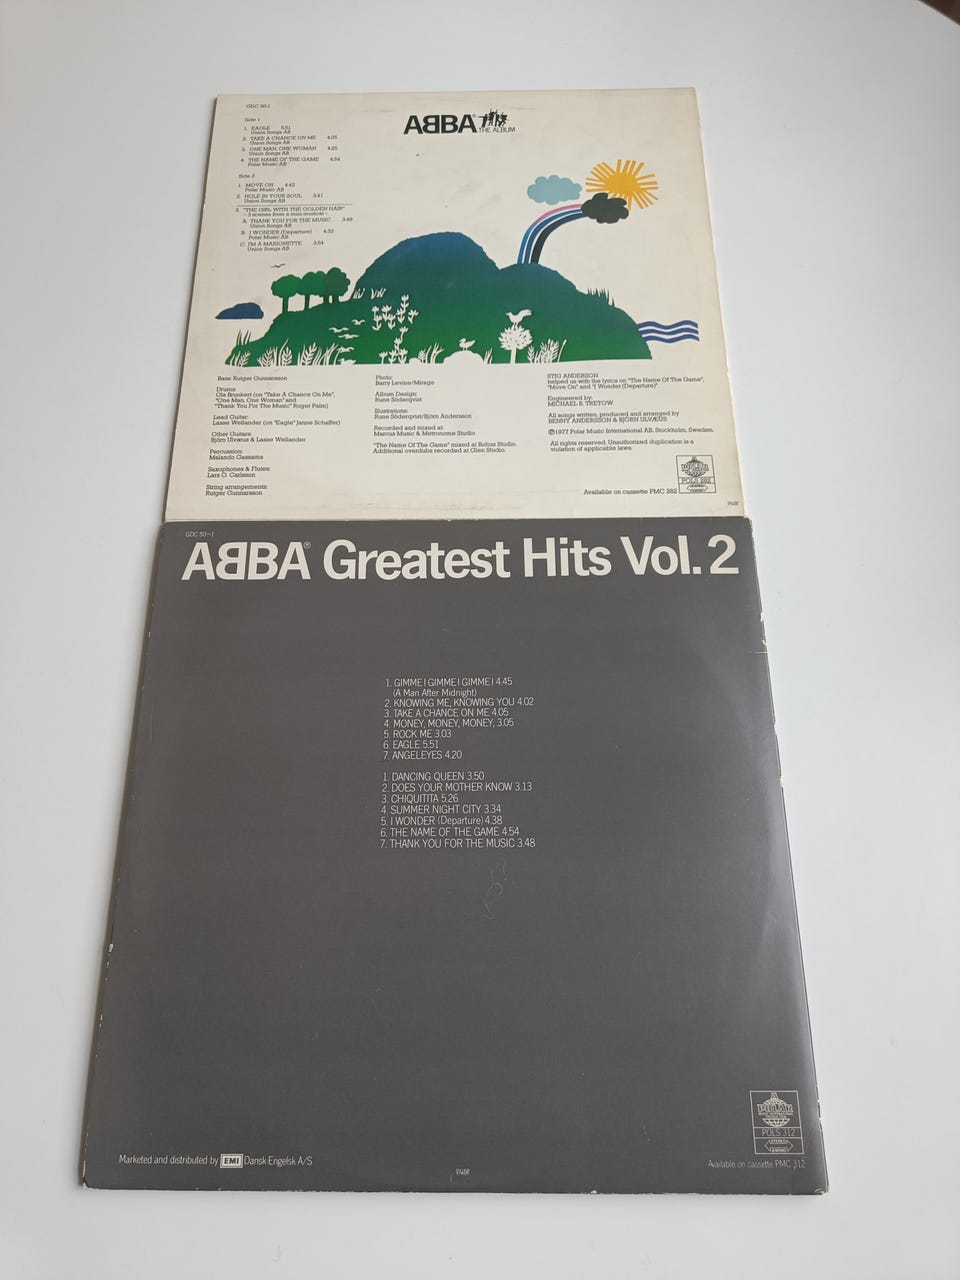 GDC 50-1
Side 1
1. EAGLE 5.51
Union Songs AB
2. TAKE A CHANCE ON ME 4.05
Union Songs AB
3. ONE MAN, ONE WOMAN 4.25
Union Songs AB
4. THE NAME OF THE GAME 4.54
Polar Music AB
Side 2
1. MOVE ON 4.42
Polar Music AB
2. HOLE IN YOUR SOUL 3.41
Union Songs AB
3. "THE GIRL WITH THE GOLDEN HAIR"
– 3 scenes from a mini-musical –
A. THANK YOU FOR THE MUSIC 3.48
Union Songs AB
B. I WONDER (Departure) 4.33
Polar Music AB
C. I'M A MARIONETTE 3.54
Union Songs AB
ABBA®
THE ALBUM
Bass: Rutger Gunnarsson
Drums:
Ola Brunkert (on "Take A Chance On Me",
"One Man, One Woman" and
"Thank You For The Music" Roger Palm)
Lead Guitar:
Lasse Wellander (on "Eagle" Janne Schaffer)
Other Guitars:
Björn Ulvæus & Lasse Wellander
Percussion:
Malando Gassama
Saxophones & Flutes:
Lars O. Carlsson
String arrangements:
Rutger Gunnarsson
Photo:
Barry Levine/Mirage
Album Design:
Rune Söderqvist
Illustrations:
Rune Söderqvist/Björn Andersson
Recorded and mixed at:
Marcus Music & Metronome Studio
"The Name Of The Game" mixed at Bohus Studio.
Additional overdubs recorded at Glen Studio.
STIG ANDERSON
helped us with the lyrics on "The Name Of The Game",
"Move On" and "I Wonder (Departure)"
Engineered by:
MICHAEL B. TRETOW
All songs written, produced and arranged by
BENNY ANDERSSON & BJÖRN ULVÆUS
℗1977 Polar Music International AB, Stockholm, Sweden.
All rights reserved. Unauthorized duplication is a
violation of applicable laws.
Available on cassette PMC 282
POLAR
POLS 282
STEREO
GDC 50–1
ABBA® Greatest Hits Vol. 2
1. GIMME! GIMME! GIMME! 4.45
(A Man After Midnight)
2. KNOWING ME, KNOWING YOU 4.02
3. TAKE A CHANCE ON ME 4.05
4. MONEY, MONEY, MONEY, 3.05
5. ROCK ME 3.03
6. EAGLE 5.51
7. ANGELEYES 4.20
1. DANCING QUEEN 3.50
2. DOES YOUR MOTHER KNOW 3.13
3. CHIQUITITA 5.26
4. SUMMER NIGHT CITY 3.34
5. I WONDER (Departure) 4.38
6. THE NAME OF THE GAME 4.54
7. THANK YOU FOR THE MUSIC 3.48
POLAR
POLS 312
STEREO
& MONO
Marketed and distributed by EMI Dansk-Engelsk A/S
Available on cassette PMC 312